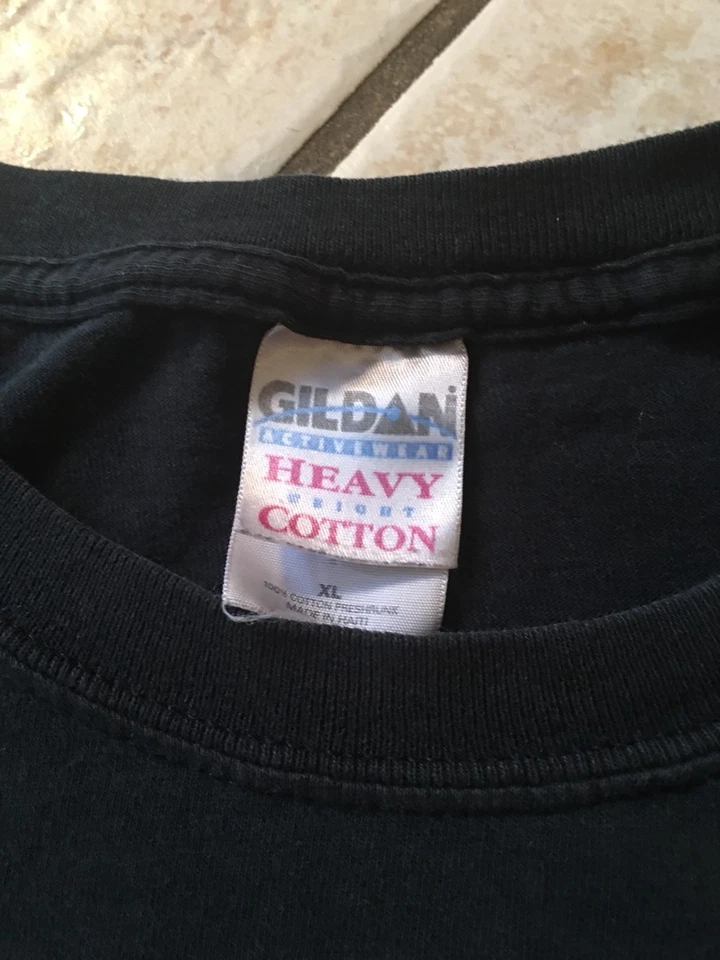 GILDAN
ACTIVEWEAR
HEAVY
WEIGHT
COTTON
XL
100% COTTON PRESHRUNK
MADE IN HAITI